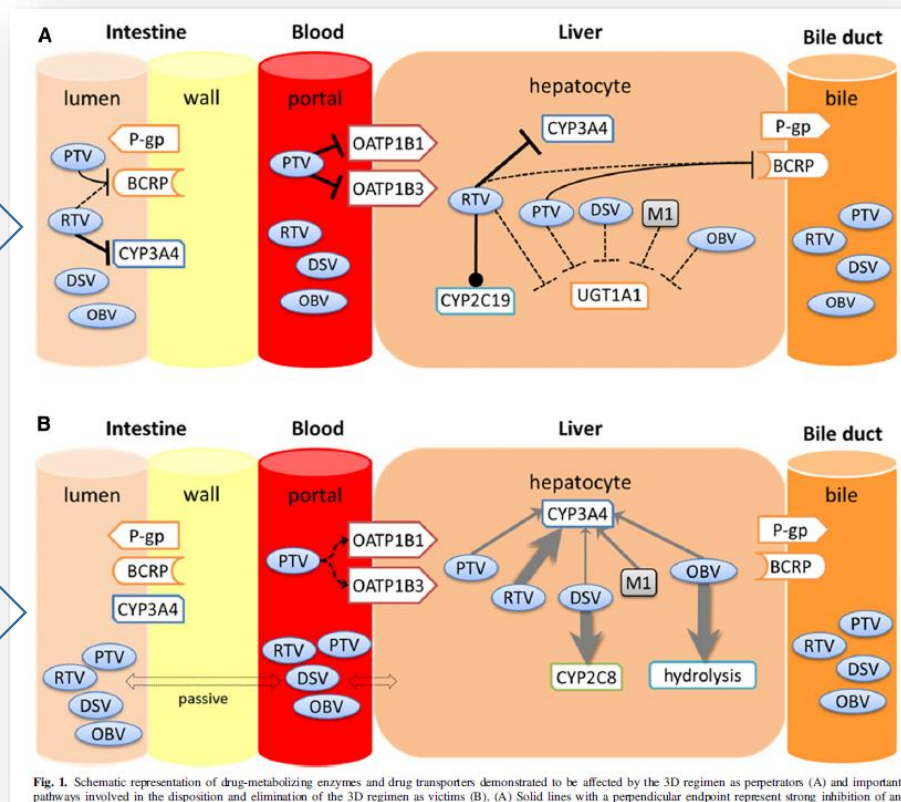 A
Intestine
Blood
Liver
Bile duct
lumen
wall
portal
hepatocyte
bile
P-gp
PTV
BCRP
RTV
CYP3A4
DSV
OBV
PTV
OATP1B1
OATP1B3
RTV
DSV
OBV
CYP3A4
RTV
PTV
DSV
M1
OBV
CYP2C19
UGT1A1
P-gp
BCRP
PTV
RTV
DSV
OBV
B
Intestine
Blood
Liver
Bile duct
lumen
wall
portal
hepatocyte
bile
P-gp
BCRP
CYP3A4
PTV
RTV
DSV
OBV
passive
PTV
OATP1B1
OATP1B3
RTV
PTV
DSV
OBV
CYP3A4
PTV
RTV
DSV
M1
OBV
CYP2C8
hydrolysis
P-gp
BCRP
PTV
RTV
DSV
OBV
Fig. 1. Schematic representation of drug-metabolizing enzymes and drug transporters demonstrated to be affected by the 3D regimen as perpetrators (A) and important
pathways involved in the disposition and elimination of the 3D regimen as victims (B). (A) Solid lines with a perpendicular endpoint represent strong inhibition of an